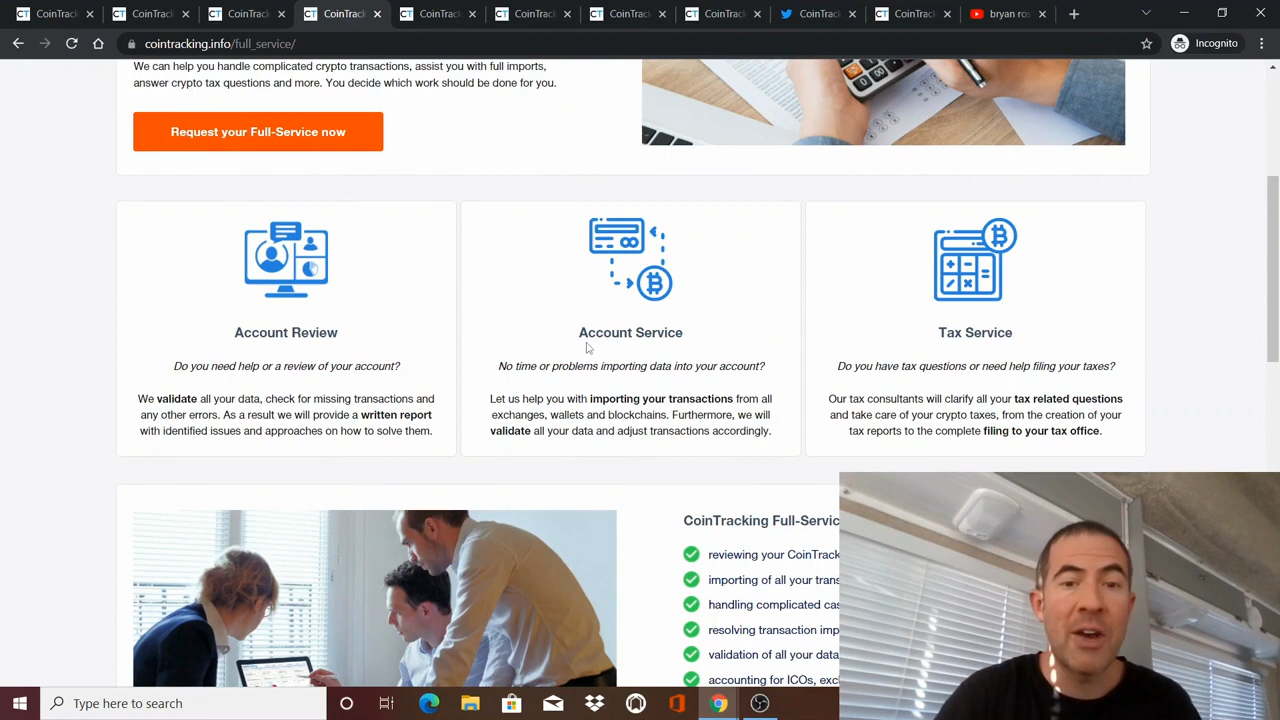 CT CoinTrack
CT CoinTrack
CT CoinTrack
CT CoinTrack
CT CoinTrack
CT CoinTrack
CT CoinTrack
CoinTrack
CT CoinTrack
bryan ros
cointracking.info/full_service/
Incognito
We can help you handle complicated crypto transactions, assist you with full imports,
answer crypto tax questions and more. You decide which work should be done for you.
Request your Full-Service now
Account Review
Do you need help or a review of your account?
We validate all your data, check for missing transactions and
any other errors. As a result we will provide a written report
with identified issues and approaches on how to solve them.
Account Service
No time or problems importing data into your account?
Let us help you with importing your transactions from all
exchanges, wallets and blockchains. Furthermore, we will
validate all your data and adjust transactions accordingly.
Tax Service
Do you have tax questions or need help filing your taxes?
Our tax consultants will clarify all your tax related questions
and take care of your crypto taxes, from the creation of your
tax reports to the complete filing to your tax office.
CoinTracking Full-Servic
reviewing your CoinTrack
importing of all your trans
handling complicated cas
resolving transaction imp
validation of all your data
accounting for ICOs, exc
Type here to search